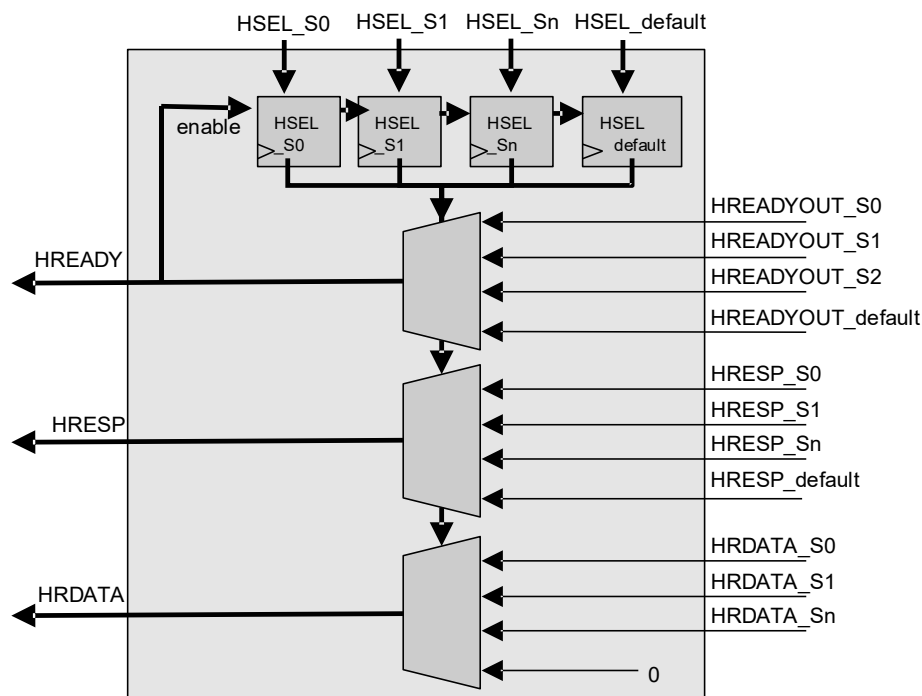 HSEL_S0
HSEL_S1
HSEL_Sn
HSEL_default
enable
HSEL
_S0
HSEL
_S1
HSEL
_Sn
HSEL
default
HREADYOUT_S0
HREADYOUT_S1
HREADY
HREADYOUT_S2
HREADYOUT_default
HRESP_S0
HRESP_S1
HRESP
HRESP_Sn
HRESP_default
HRDATA_S0
HRDATA_S1
HRDATA
HRDATA_Sn
0